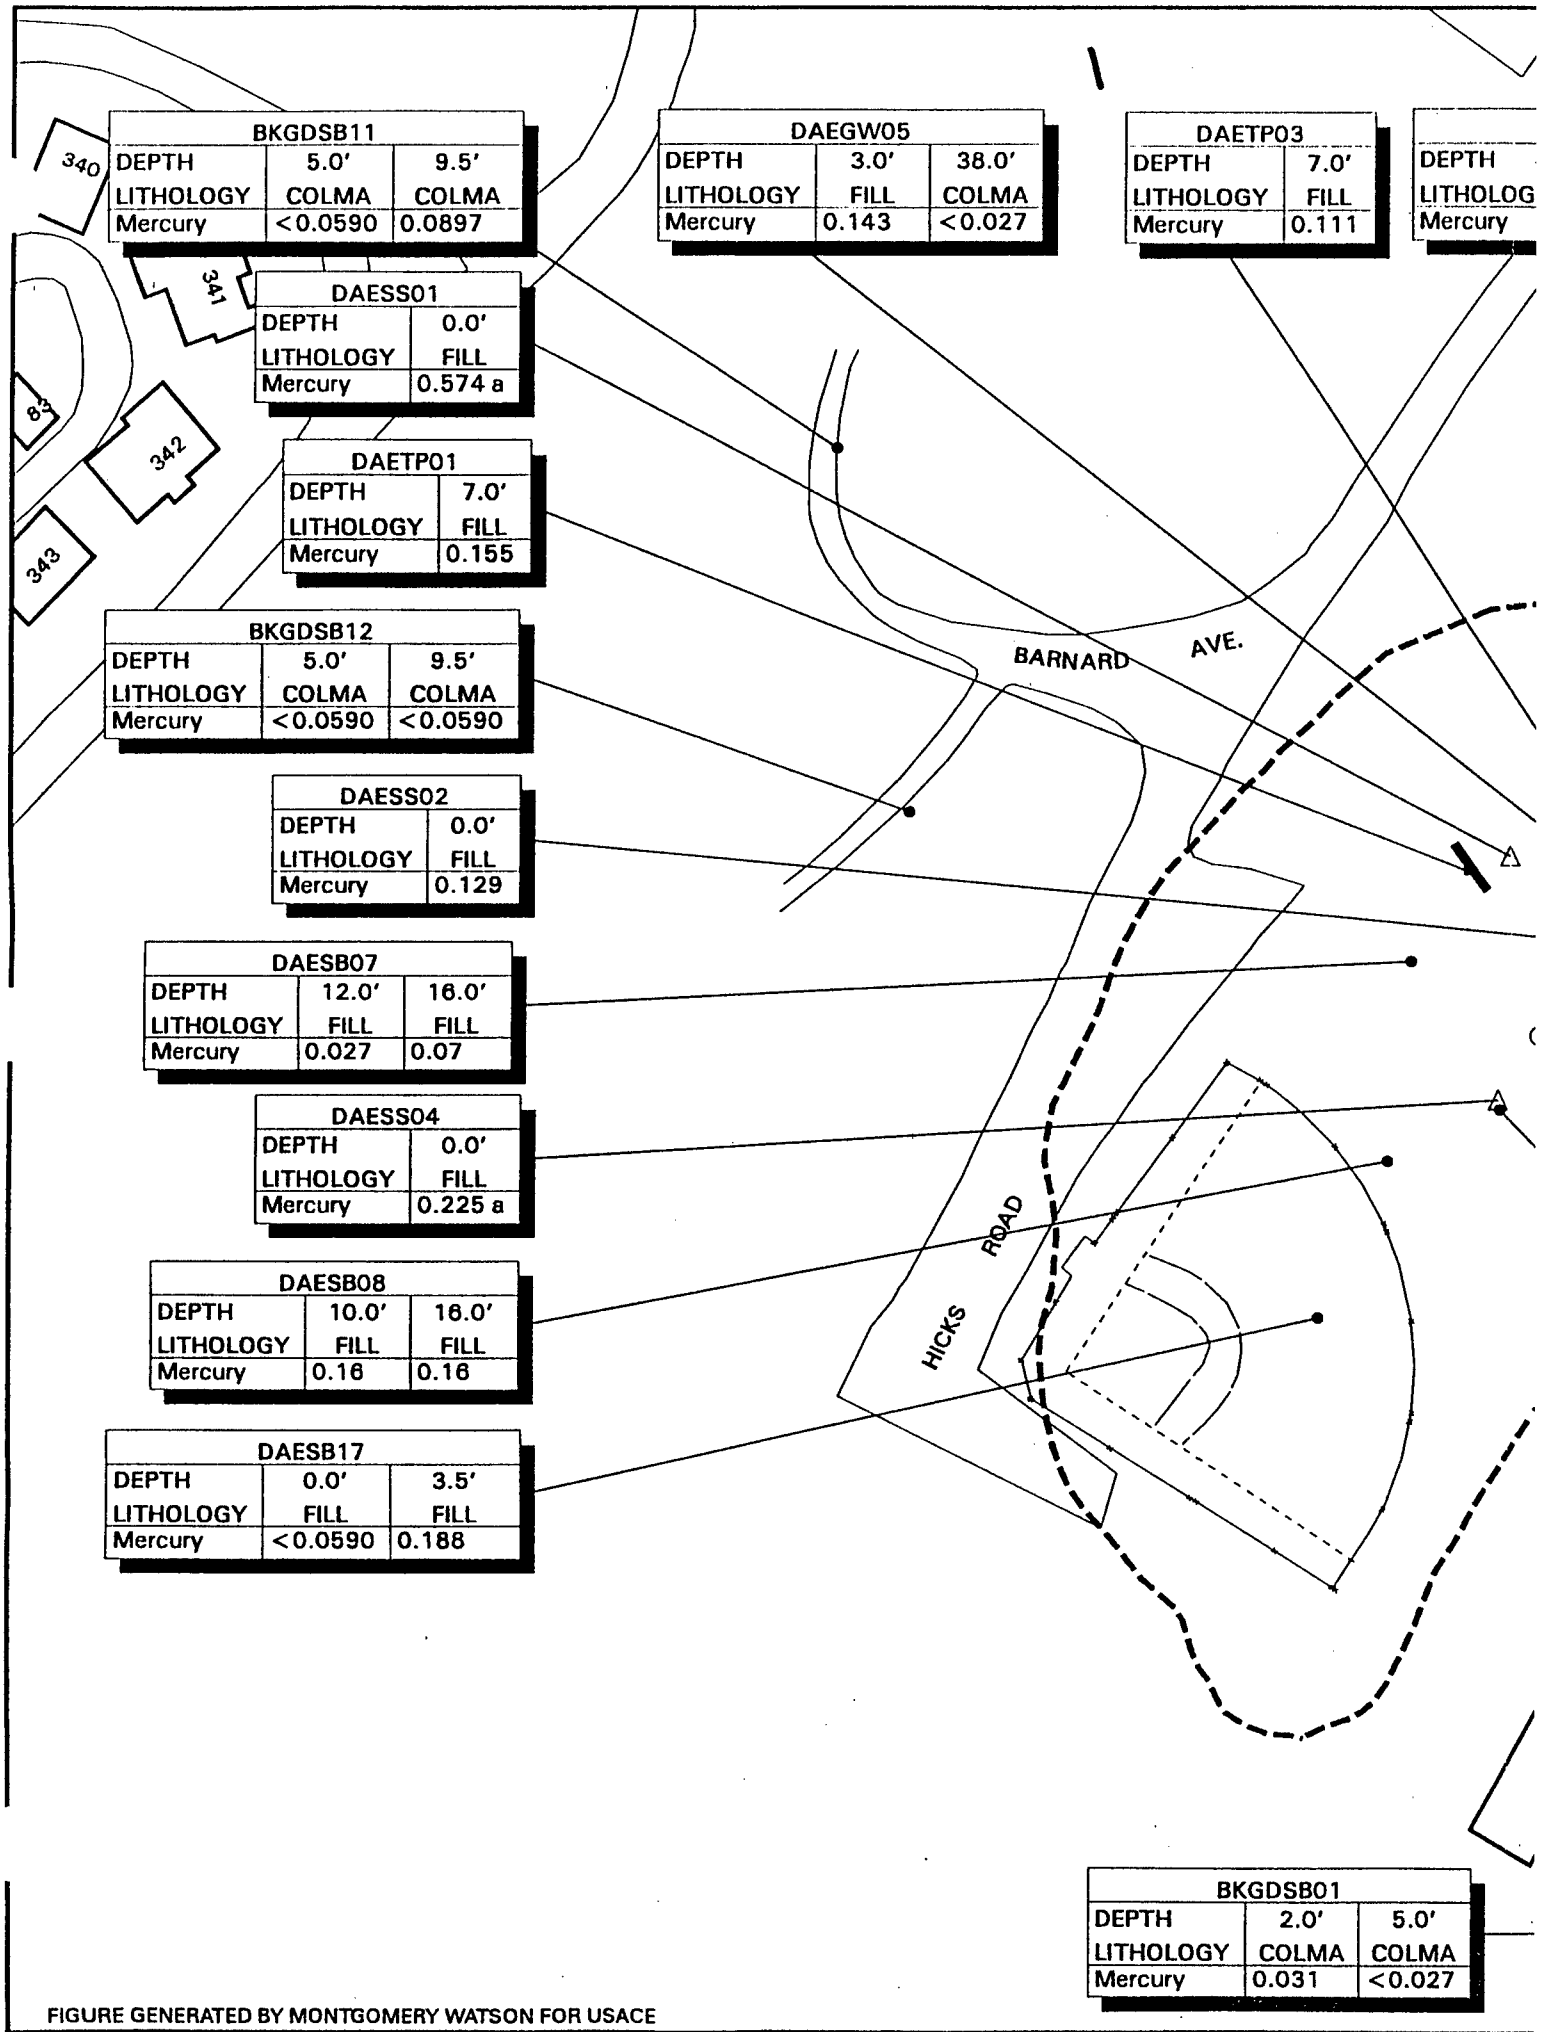 BKGDSB11
DEPTH 5.0' 9.5'
LITHOLOGY COLMA COLMA
Mercury <0.0590 0.0897
DAEGW05
DEPTH 3.0' 38.0'
LITHOLOGY FILL COLMA
Mercury 0.143 <0.027
DAETP03
DEPTH 7.0'
LITHOLOGY FILL
Mercury 0.111
DEPTH
LITHOLOG
Mercury
340
341
DAESS01
DEPTH 0.0'
LITHOLOGY FILL
Mercury 0.574 a
83
342
DAETP01
DEPTH 7.0'
LITHOLOGY FILL
Mercury 0.155
343
BKGDSB12
DEPTH 5.0' 9.5'
LITHOLOGY COLMA COLMA
Mercury <0.0590 <0.0590
BARNARD AVE.
DAESS02
DEPTH 0.0'
LITHOLOGY FILL
Mercury 0.129
DAESB07
DEPTH 12.0' 16.0'
LITHOLOGY FILL FILL
Mercury 0.027 0.07
DAESS04
DEPTH 0.0'
LITHOLOGY FILL
Mercury 0.225 a
HICKS ROAD
DAESB08
DEPTH 10.0' 16.0'
LITHOLOGY FILL FILL
Mercury 0.16 0.16
DAESB17
DEPTH 0.0' 3.5'
LITHOLOGY FILL FILL
Mercury <0.0590 0.188
BKGDSB01
DEPTH 2.0' 5.0'
LITHOLOGY COLMA COLMA
Mercury 0.031 <0.027
FIGURE GENERATED BY MONTGOMERY WATSON FOR USACE